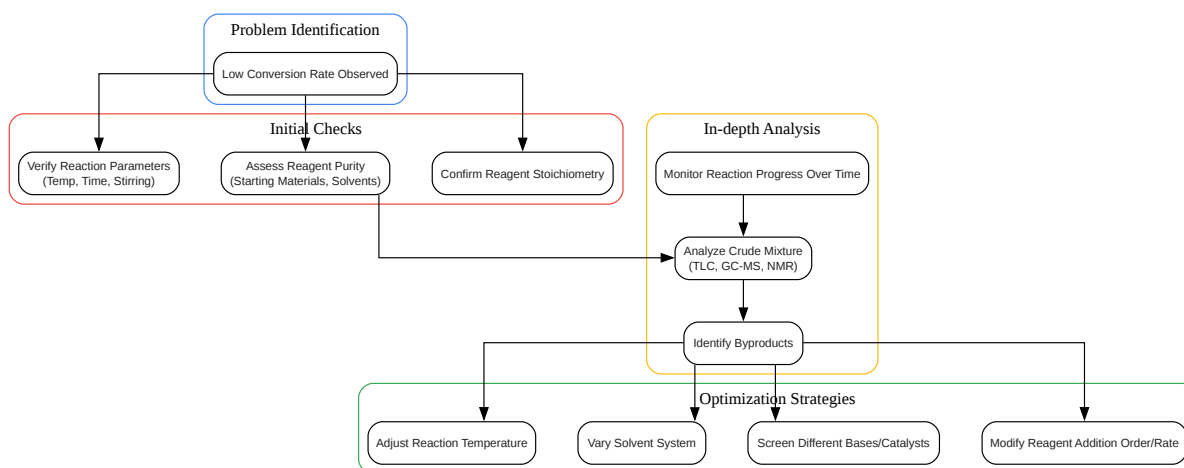 Problem Identification
Low Conversion Rate Observed
Initial Checks
In-depth Analysis
Verify Reaction Parameters
(Temp, Time, Stirring)
Assess Reagent Purity
(Starting Materials, Solvents)
Confirm Reagent Stoichiometry
Monitor Reaction Progress Over Time
Analyze Crude Mixture
(TLC, GC-MS, NMR)
Identify Byproducts
Optimization Strategies
Adjust Reaction Temperature
Vary Solvent System
Screen Different Bases/Catalysts
Modify Reagent Addition Order/Rate